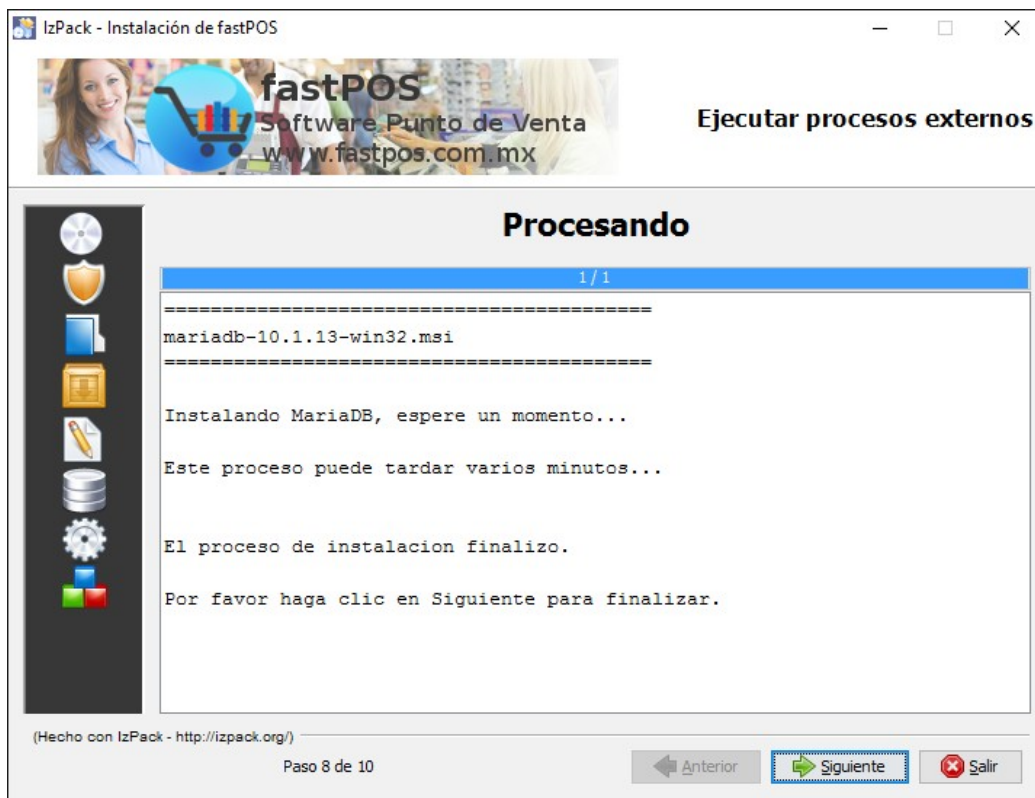 IzPack - Instalación de fastPOS
fastPOS
Software Punto de Venta
www.fastpos.com.mx
Ejecutar procesos externos
Procesando
1 / 1
==========================================
mariadb-10.1.13-win32.msi
==========================================
Instalando MariaDB, espere un momento...
Este proceso puede tardar varios minutos...
El proceso de instalacion finalizo.
Por favor haga clic en Siguiente para finalizar.
(Hecho con IzPack - http://izpack.org/)
Paso 8 de 10
Anterior
Siguiente
Salir